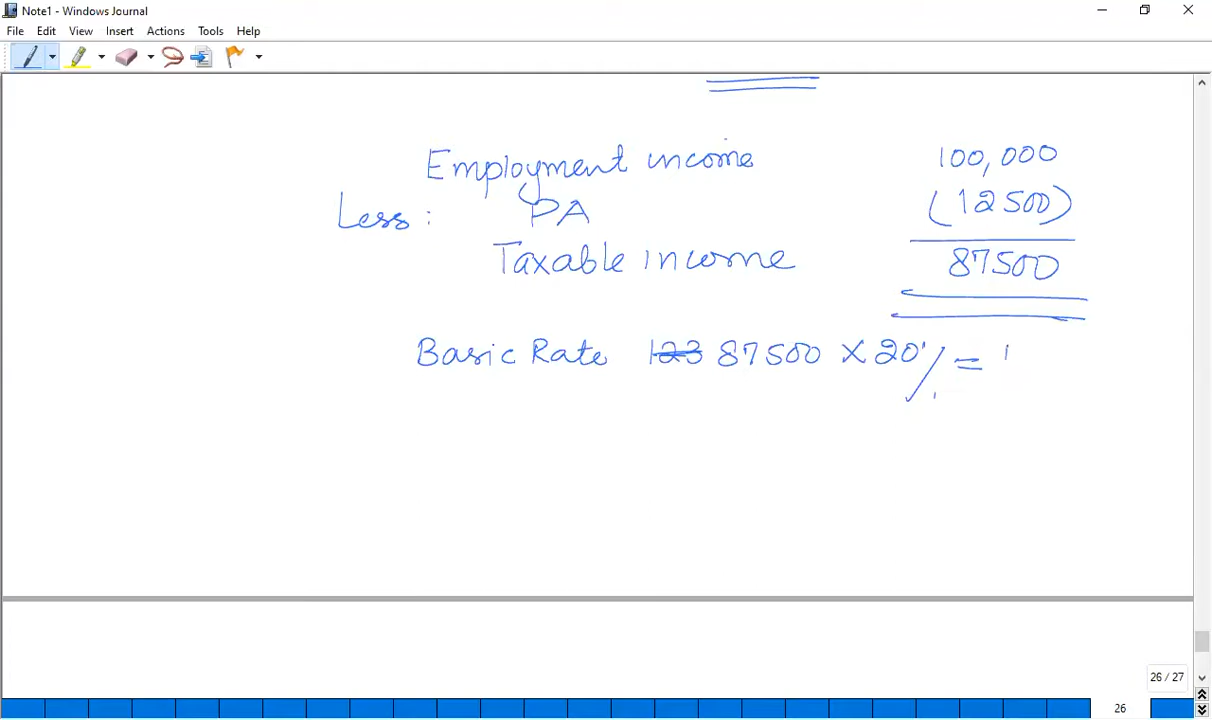 Note1 - Windows Journal
File Edit View Insert Actions Tools Help
Employment income 100,000
Less: PA (12500)
Taxable income 87500
Basic Rate 123 87500 X 20% = 1
26 / 27
26